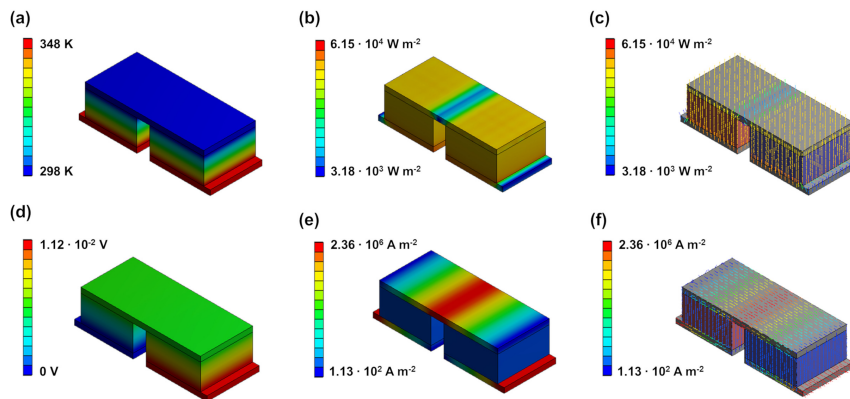 (a)
348 K
298 K
(b)
6.15 · 10⁴ W m⁻²
3.18 · 10³ W m⁻²
(c)
6.15 · 10⁴ W m⁻²
3.18 · 10³ W m⁻²
(d)
1.12 · 10⁻² V
0 V
(e)
2.36 · 10⁶ A m⁻²
1.13 · 10² A m⁻²
(f)
2.36 · 10⁶ A m⁻²
1.13 · 10² A m⁻²